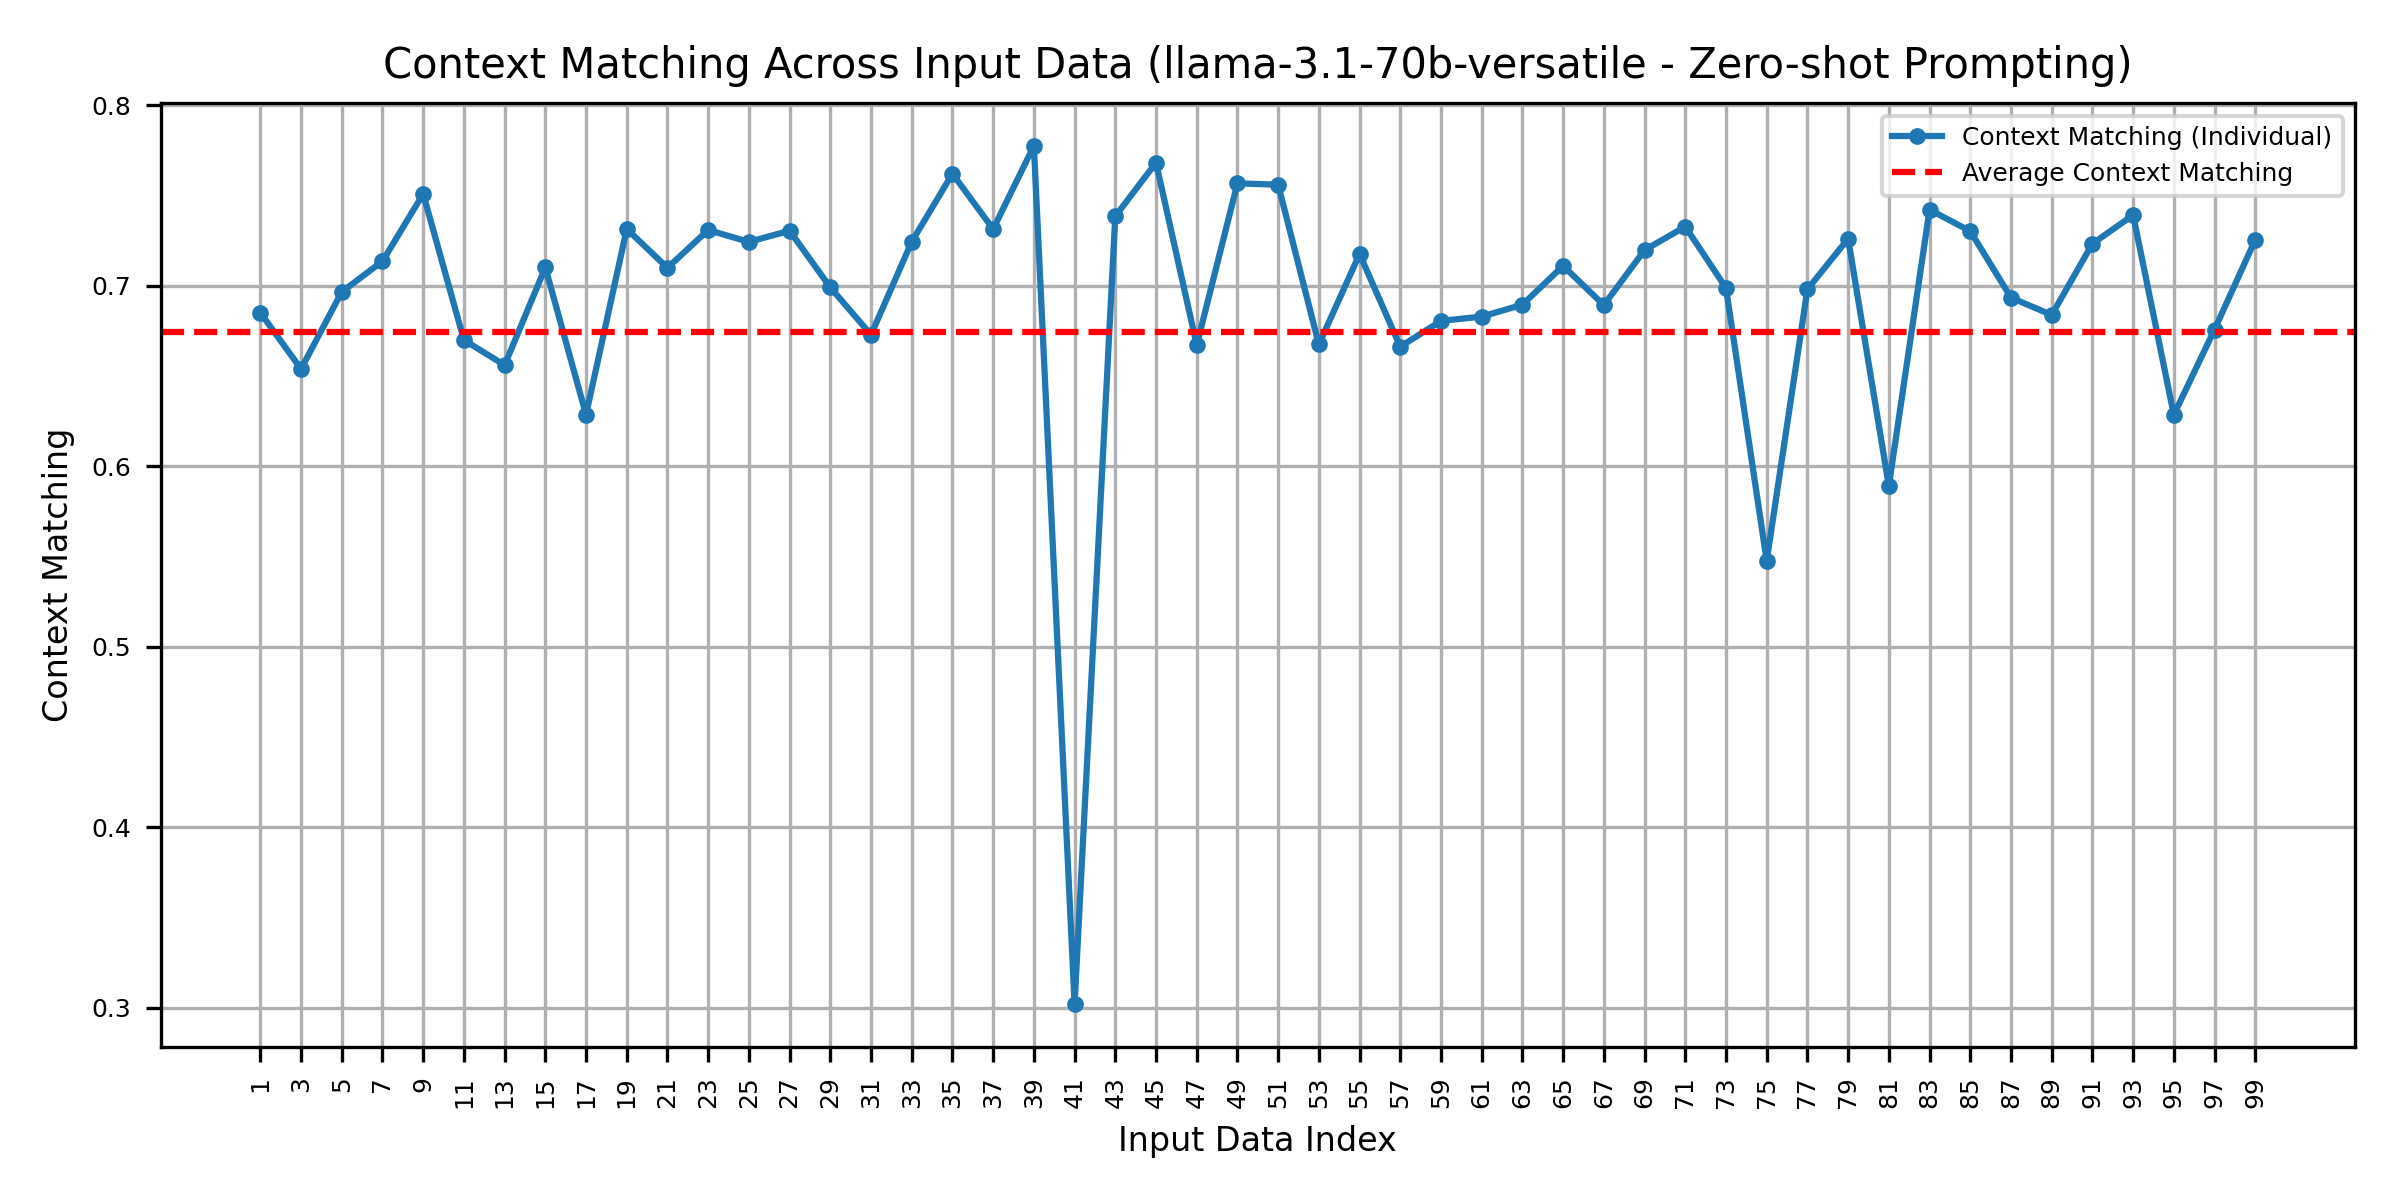 Context Matching Across Input Data (llama-3.1-70b-versatile - Zero-shot Prompting)
Context Matching (Individual)
Average Context Matching
Context Matching
0.8
0.7
0.6
0.5
0.4
0.3
1 3 5 7 9 11 13 15 17 19 21 23 25 27 29 31 33 35 37 39 41 43 45 47 49 51 53 55 57 59 61 63 65 67 69 71 73 75 77 79 81 83 85 87 89 91 93 95 97 99
Input Data Index